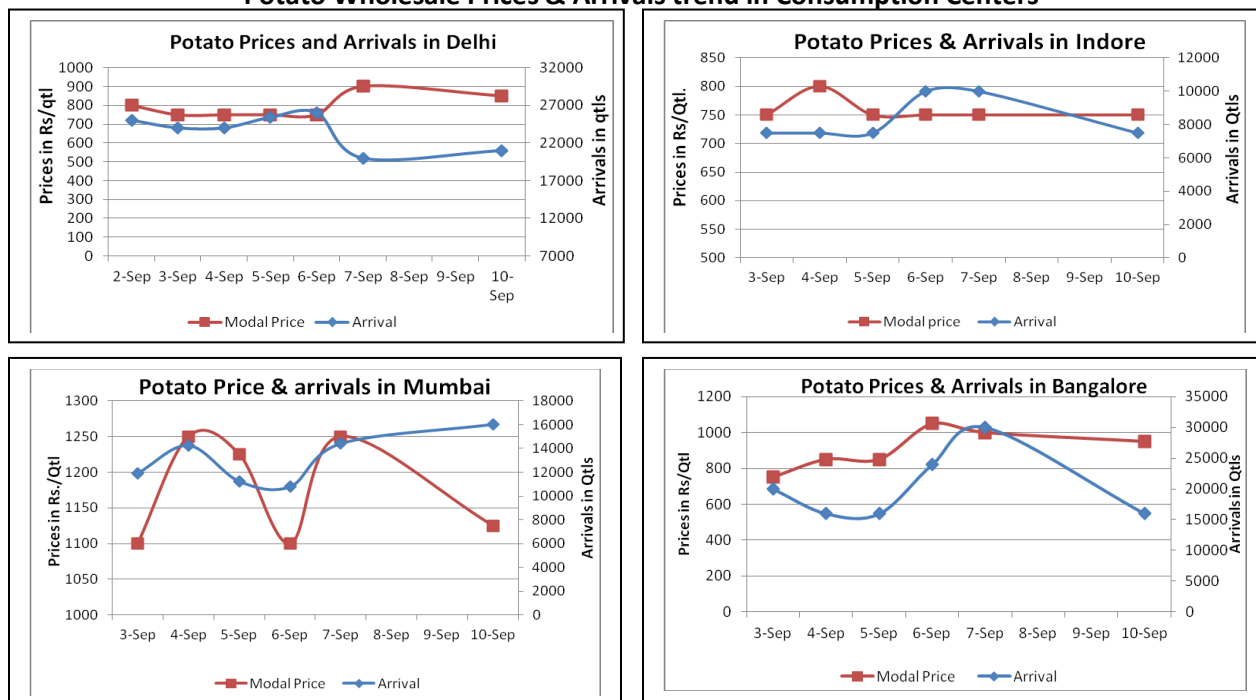 Potato Wholesale Prices & Arrivals trend in Consumption Centers
Potato Prices and Arrivals in Delhi
Prices in Rs/qtl
1000
900
800
700
600
500
400
300
200
100
0
32000
27000
22000
17000
12000
7000
Arrivals in qtls
2-Sep 3-Sep 4-Sep 5-Sep 6-Sep 7-Sep 8-Sep 9-Sep 10-
Sep
Modal Price Arrival
Potato Prices & Arrivals in Indore
Prices in Rs/Qtl.
850
800
750
700
650
600
550
500
12000
10000
8000
6000
4000
2000
0
Arrivals in Qtls
3-Sep 4-Sep 5-Sep 6-Sep 7-Sep 8-Sep 9-Sep 10-Sep
Modal price Arrival
Potato Price & arrivals in Mumbai
Prices in Rs./Qtl
1300
1250
1200
1150
1100
1050
1000
18000
16000
14000
12000
10000
8000
6000
4000
2000
0
Arrivals in Qtls
3-Sep 4-Sep 5-Sep 6-Sep 7-Sep 8-Sep 9-Sep 10-Sep
Modal Price Arrival
Potato Prices & Arrivals in Bangalore
Prices in Rs/Qtl
1200
1000
800
600
400
200
0
35000
30000
25000
20000
15000
10000
5000
0
Arrivals in Qtls
3-Sep 4-Sep 5-Sep 6-Sep 7-Sep 8-Sep 9-Sep 10-Sep
Modal Price Arrival